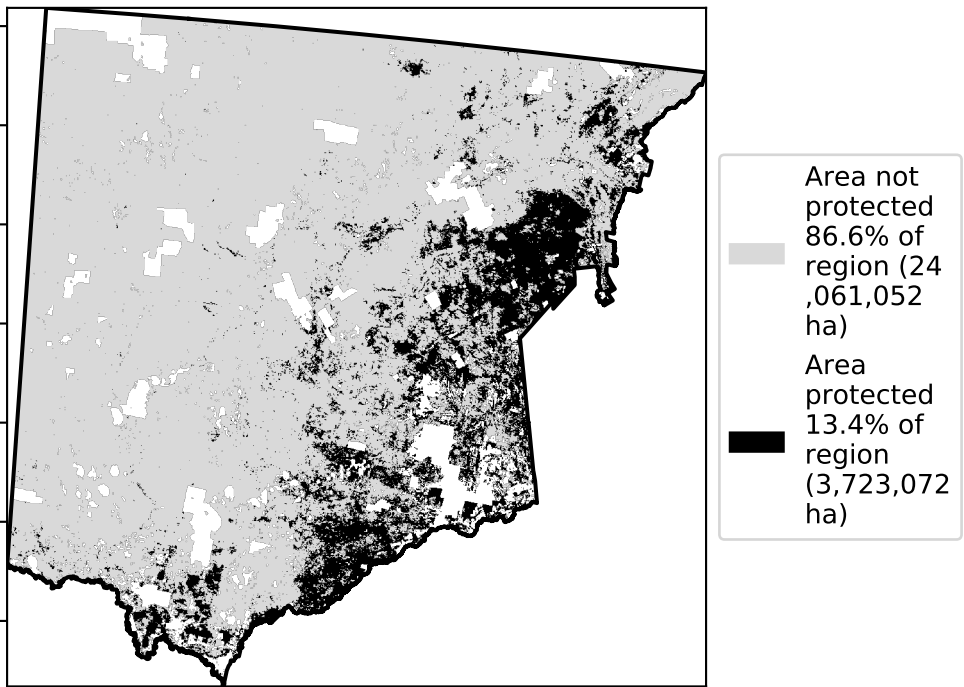 Area not
protected
86.6% of
region (24
,061,052
ha)
Area
protected
13.4% of
region
(3,723,072
ha)